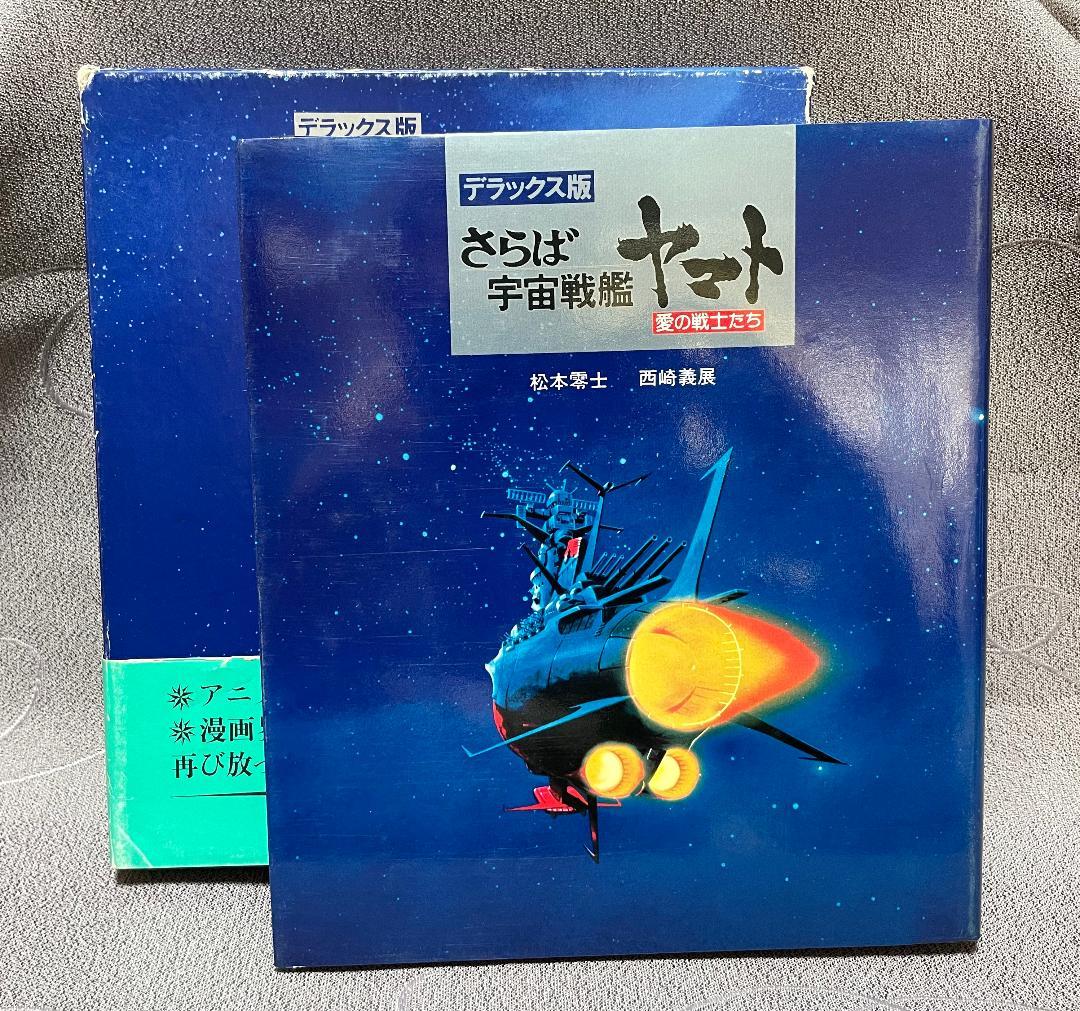 デラックス版
デラックス版
さらば
宇宙戦艦
ヤマト
愛の戦士たち
松本零士 西崎義展
✴アニ
✴漫画
再び放